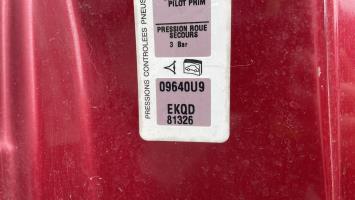 PILOT PRIM
PRESSION ROUE
SECOURS
3 Bar
09640U9
EKQD
81326
PRESSIONS CONTROLEES PNEUS